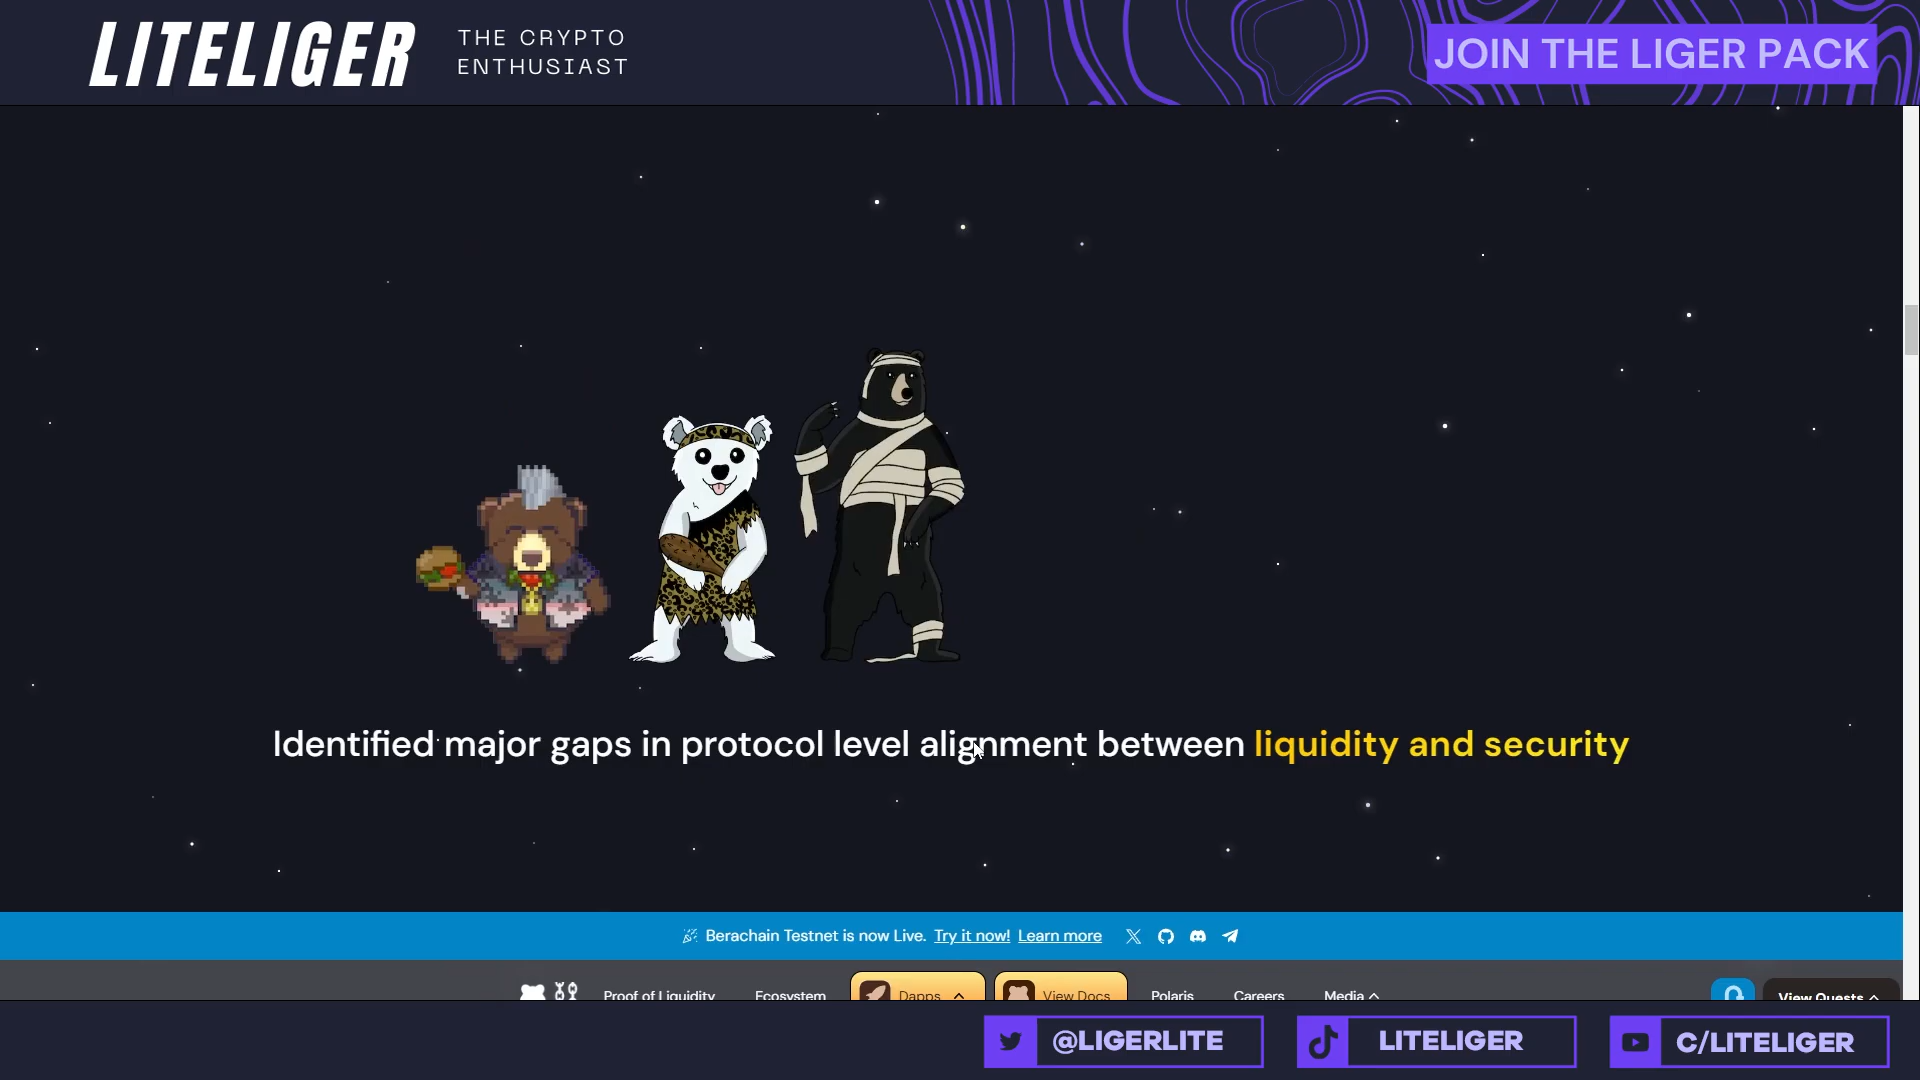 LITELIGER
THE CRYPTO
ENTHUSIAST
JOIN THE LIGER PACK
Identified major gaps in protocol level alignment between liquidity and security
Berachain Testnet is now Live. Try it now! Learn more
Proof of Liquidity
Ecosystem
Dapps
View Docs
Polaris
Careers
Media
View Quests
@LIGERLITE
LITELIGER
C/LITELIGER